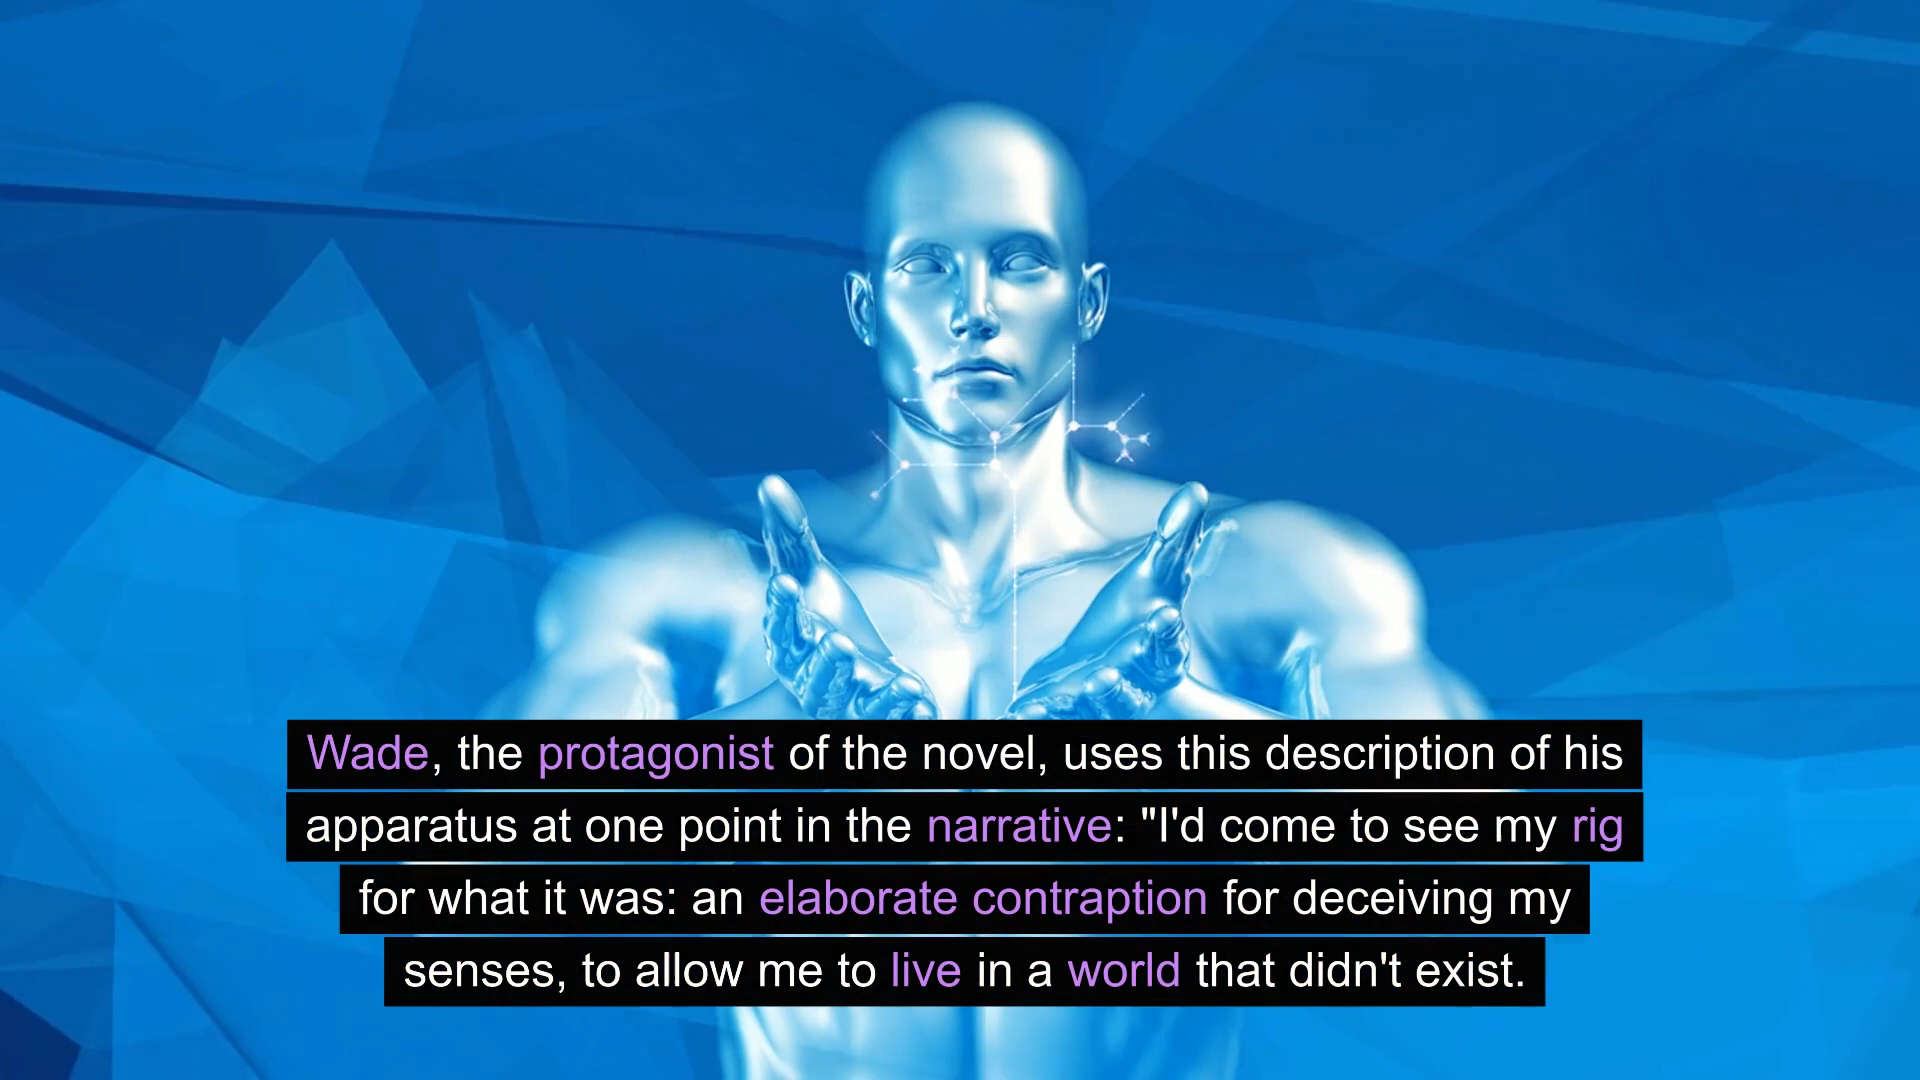 Wade, the protagonist of the novel, uses this description of his
apparatus at one point in the narrative: "I'd come to see my rig
for what it was: an elaborate contraption for deceiving my
senses, to allow me to live in a world that didn't exist.